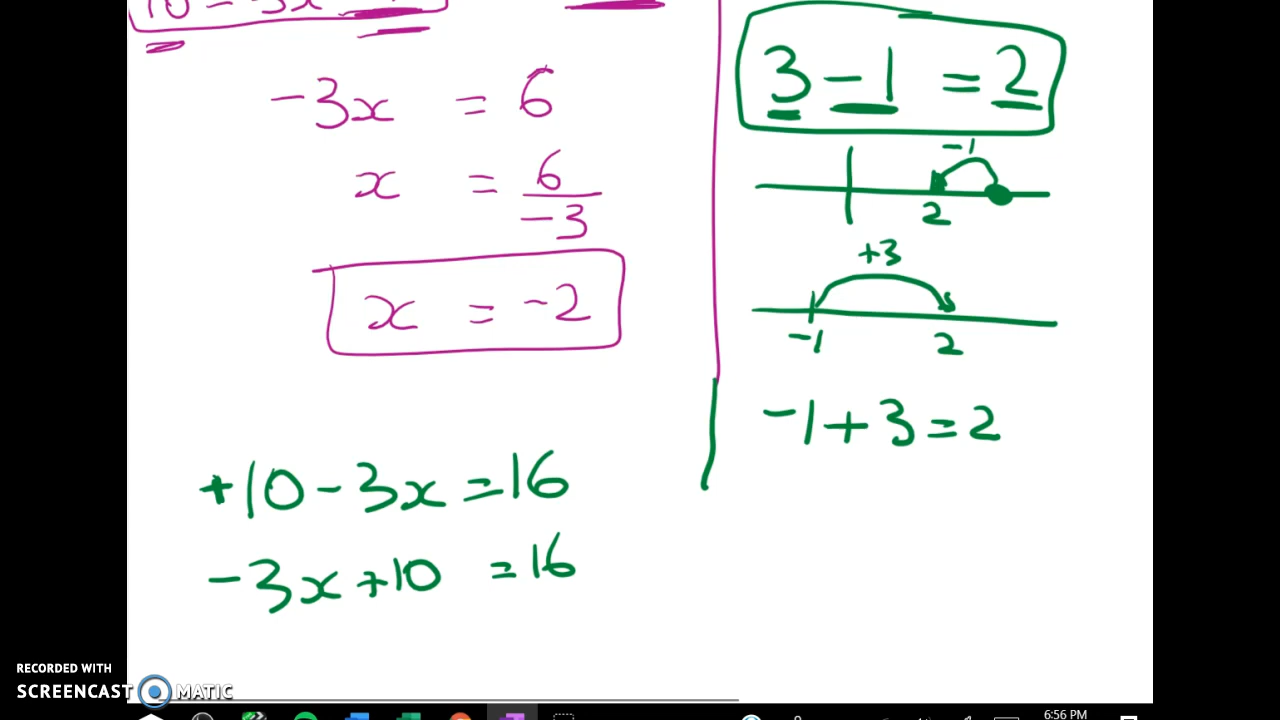 -3x = 6
x = 6/-3
x = -2
+10 - 3x = 16
-3x + 10 = 16
3 - 1 = 2
-1
2
+3
-1 2
-1 + 3 = 2
RECORDED WITH
SCREENCAST MATIC
6:56 PM